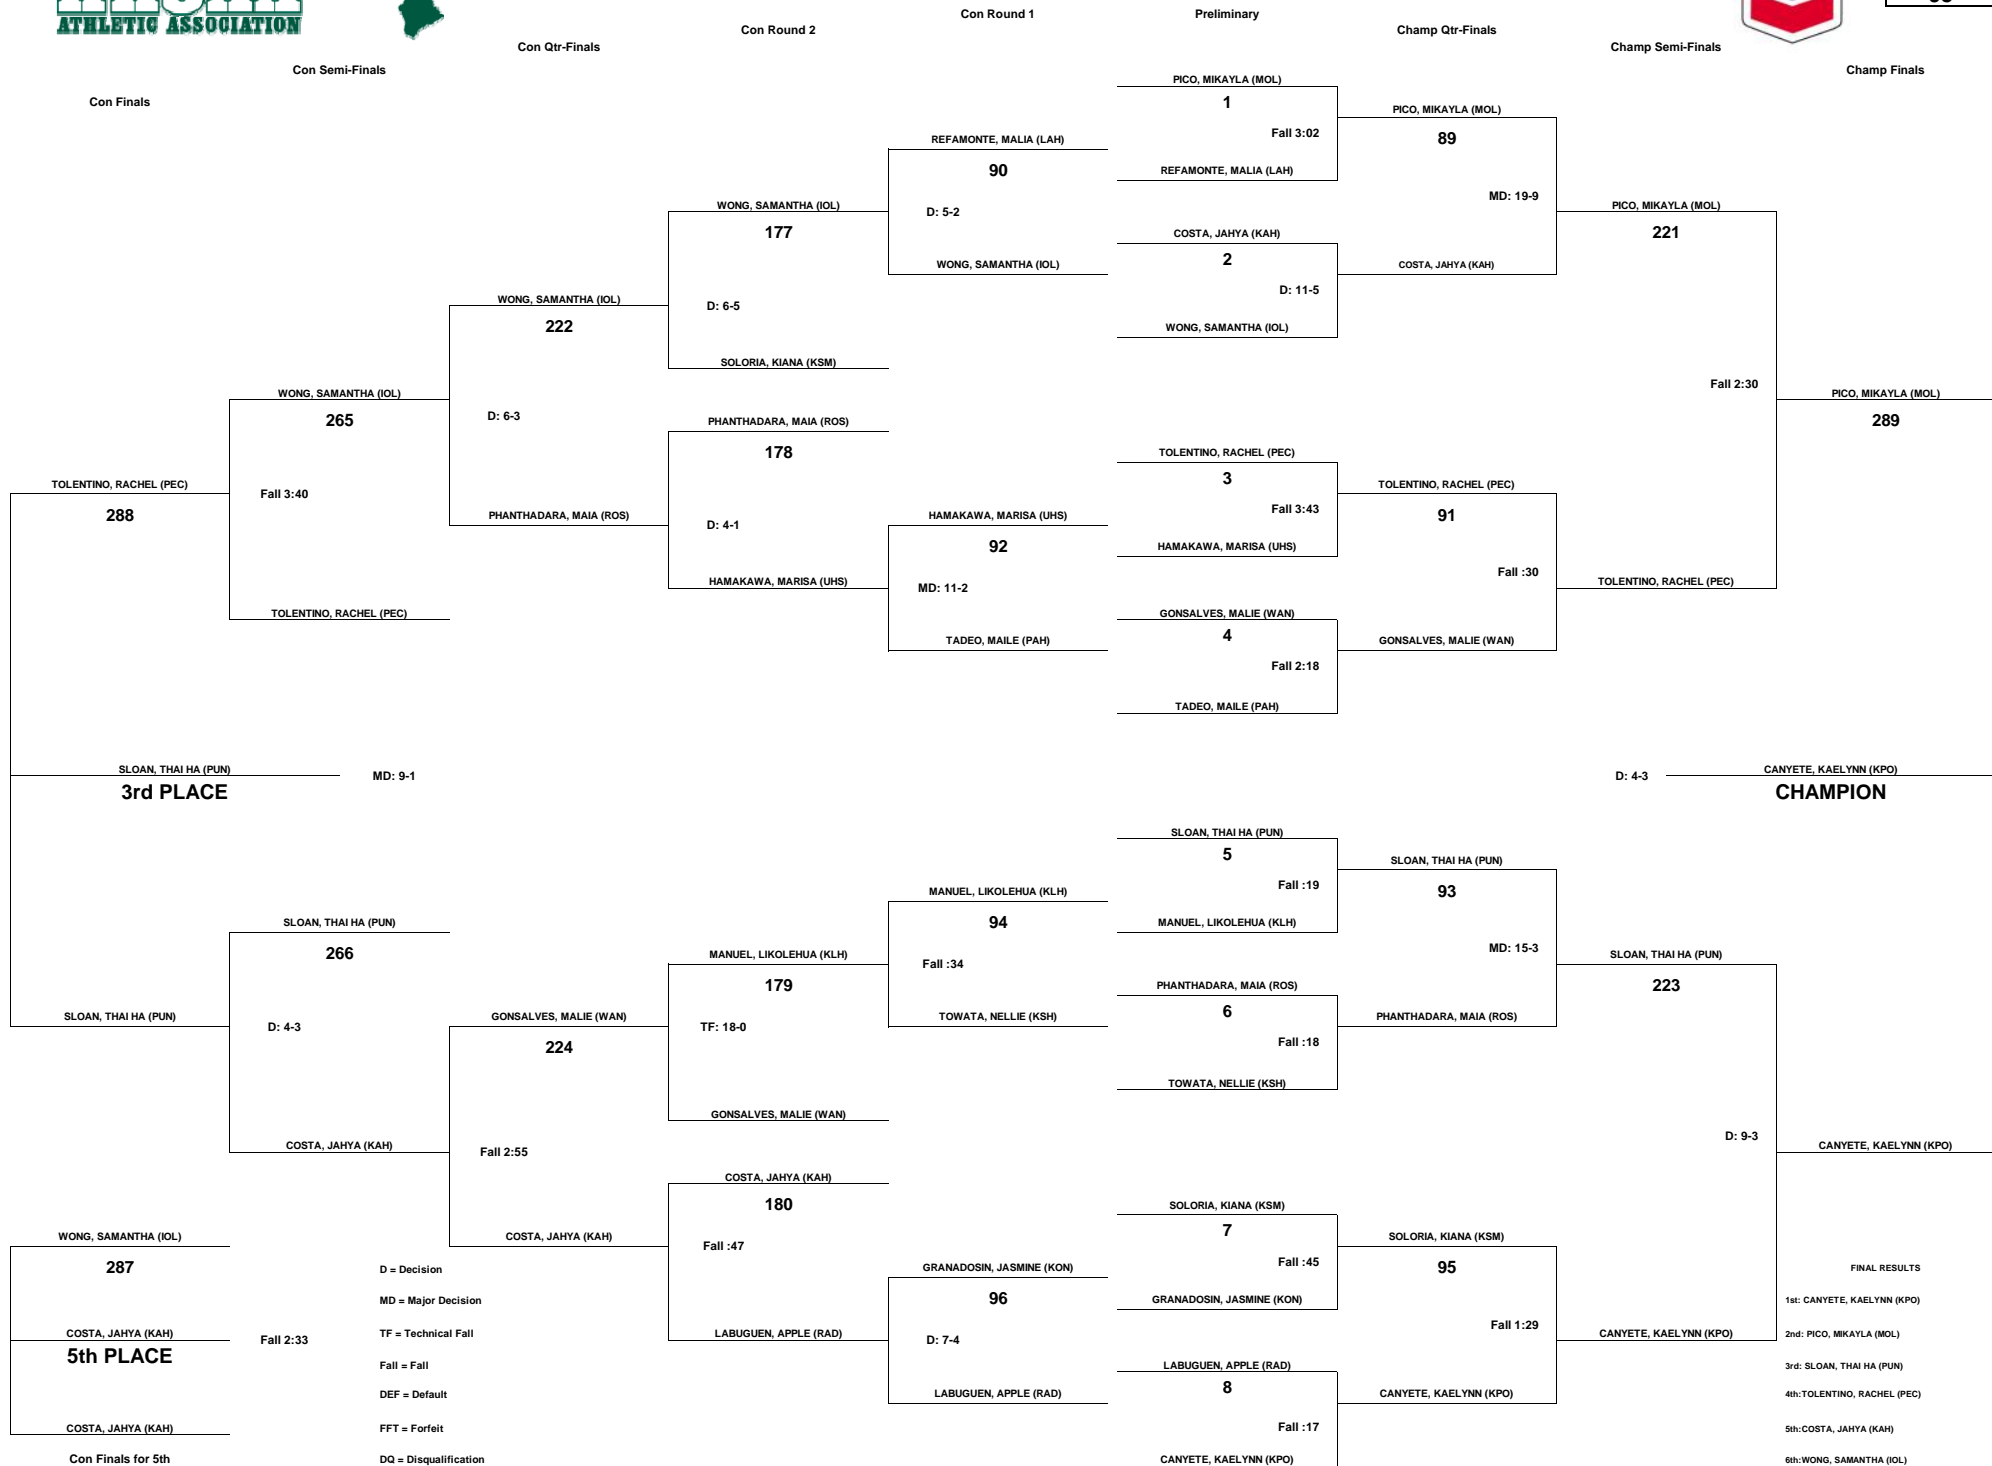 ATHLETIC ASSOCIATION
Con Finals
Con Semi-Finals
Con Qtr-Finals
Con Round 2
Con Round 1
Preliminary
Champ Qtr-Finals
Champ Semi-Finals
Champ Finals
TOLENTINO, RACHEL (PEC)
288
SLOAN, THAI HA (PUN)
3rd PLACE
MD: 9-1
SLOAN, THAI HA (PUN)
WONG, SAMANTHA (IOL)
287
COSTA, JAHYA (KAH)
5th PLACE
Fall 2:33
COSTA, JAHYA (KAH)
Con Finals for 5th
WONG, SAMANTHA (IOL)
265
Fall 3:40
TOLENTINO, RACHEL (PEC)
SLOAN, THAI HA (PUN)
266
D: 4-3
COSTA, JAHYA (KAH)
D = Decision
MD = Major Decision
TF = Technical Fall
Fall = Fall
DEF = Default
FFT = Forfeit
DQ = Disqualification
WONG, SAMANTHA (IOL)
222
D: 6-3
PHANTHADARA, MAIA (ROS)
GONSALVES, MALIE (WAN)
224
Fall 2:55
COSTA, JAHYA (KAH)
WONG, SAMANTHA (IOL)
177
D: 6-5
SOLORIA, KIANA (KSM)
PHANTHADARA, MAIA (ROS)
178
D: 4-1
HAMAKAWA, MARISA (UHS)
MANUEL, LIKOLEHUA (KLH)
179
TF: 18-0
GONSALVES, MALIE (WAN)
COSTA, JAHYA (KAH)
180
Fall :47
LABUGUEN, APPLE (RAD)
REFAMONTE, MALIA (LAH)
90
D: 5-2
WONG, SAMANTHA (IOL)
HAMAKAWA, MARISA (UHS)
92
MD: 11-2
TADEO, MAILE (PAH)
MANUEL, LIKOLEHUA (KLH)
94
Fall :34
TOWATA, NELLIE (KSH)
GRANADOSIN, JASMINE (KON)
96
D: 7-4
LABUGUEN, APPLE (RAD)
PICO, MIKAYLA (MOL)
1
Fall 3:02
REFAMONTE, MALIA (LAH)
COSTA, JAHYA (KAH)
2
D: 11-5
WONG, SAMANTHA (IOL)
TOLENTINO, RACHEL (PEC)
3
Fall 3:43
HAMAKAWA, MARISA (UHS)
GONSALVES, MALIE (WAN)
4
Fall 2:18
TADEO, MAILE (PAH)
SLOAN, THAI HA (PUN)
5
Fall :19
MANUEL, LIKOLEHUA (KLH)
PHANTHADARA, MAIA (ROS)
6
Fall :18
TOWATA, NELLIE (KSH)
SOLORIA, KIANA (KSM)
7
Fall :45
GRANADOSIN, JASMINE (KON)
LABUGUEN, APPLE (RAD)
8
Fall :17
CANYETE, KAELYNN (KPO)
PICO, MIKAYLA (MOL)
89
MD: 19-9
COSTA, JAHYA (KAH)
TOLENTINO, RACHEL (PEC)
91
Fall :30
GONSALVES, MALIE (WAN)
SLOAN, THAI HA (PUN)
93
MD: 15-3
PHANTHADARA, MAIA (ROS)
SOLORIA, KIANA (KSM)
95
Fall 1:29
CANYETE, KAELYNN (KPO)
PICO, MIKAYLA (MOL)
221
Fall 2:30
TOLENTINO, RACHEL (PEC)
SLOAN, THAI HA (PUN)
223
D: 9-3
CANYETE, KAELYNN (KPO)
PICO, MIKAYLA (MOL)
289
D: 4-3
CANYETE, KAELYNN (KPO)
CHAMPION
CANYETE, KAELYNN (KPO)
FINAL RESULTS
1st: CANYETE, KAELYNN (KPO)
2nd: PICO, MIKAYLA (MOL)
3rd: SLOAN, THAI HA (PUN)
4th:TOLENTINO, RACHEL (PEC)
5th:COSTA, JAHYA (KAH)
6th:WONG, SAMANTHA (IOL)